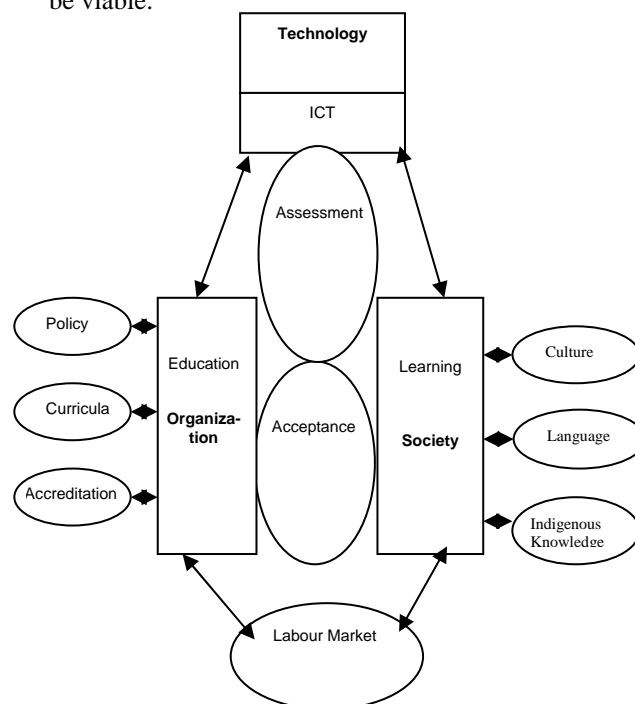 be viable.
Technology
ICT
Assessment
Policy
Education
Learning
Culture
Curricula
Organiza-
tion
Acceptance
Society
Language
Accreditation
Indigenous
Knowledge
Labour Market